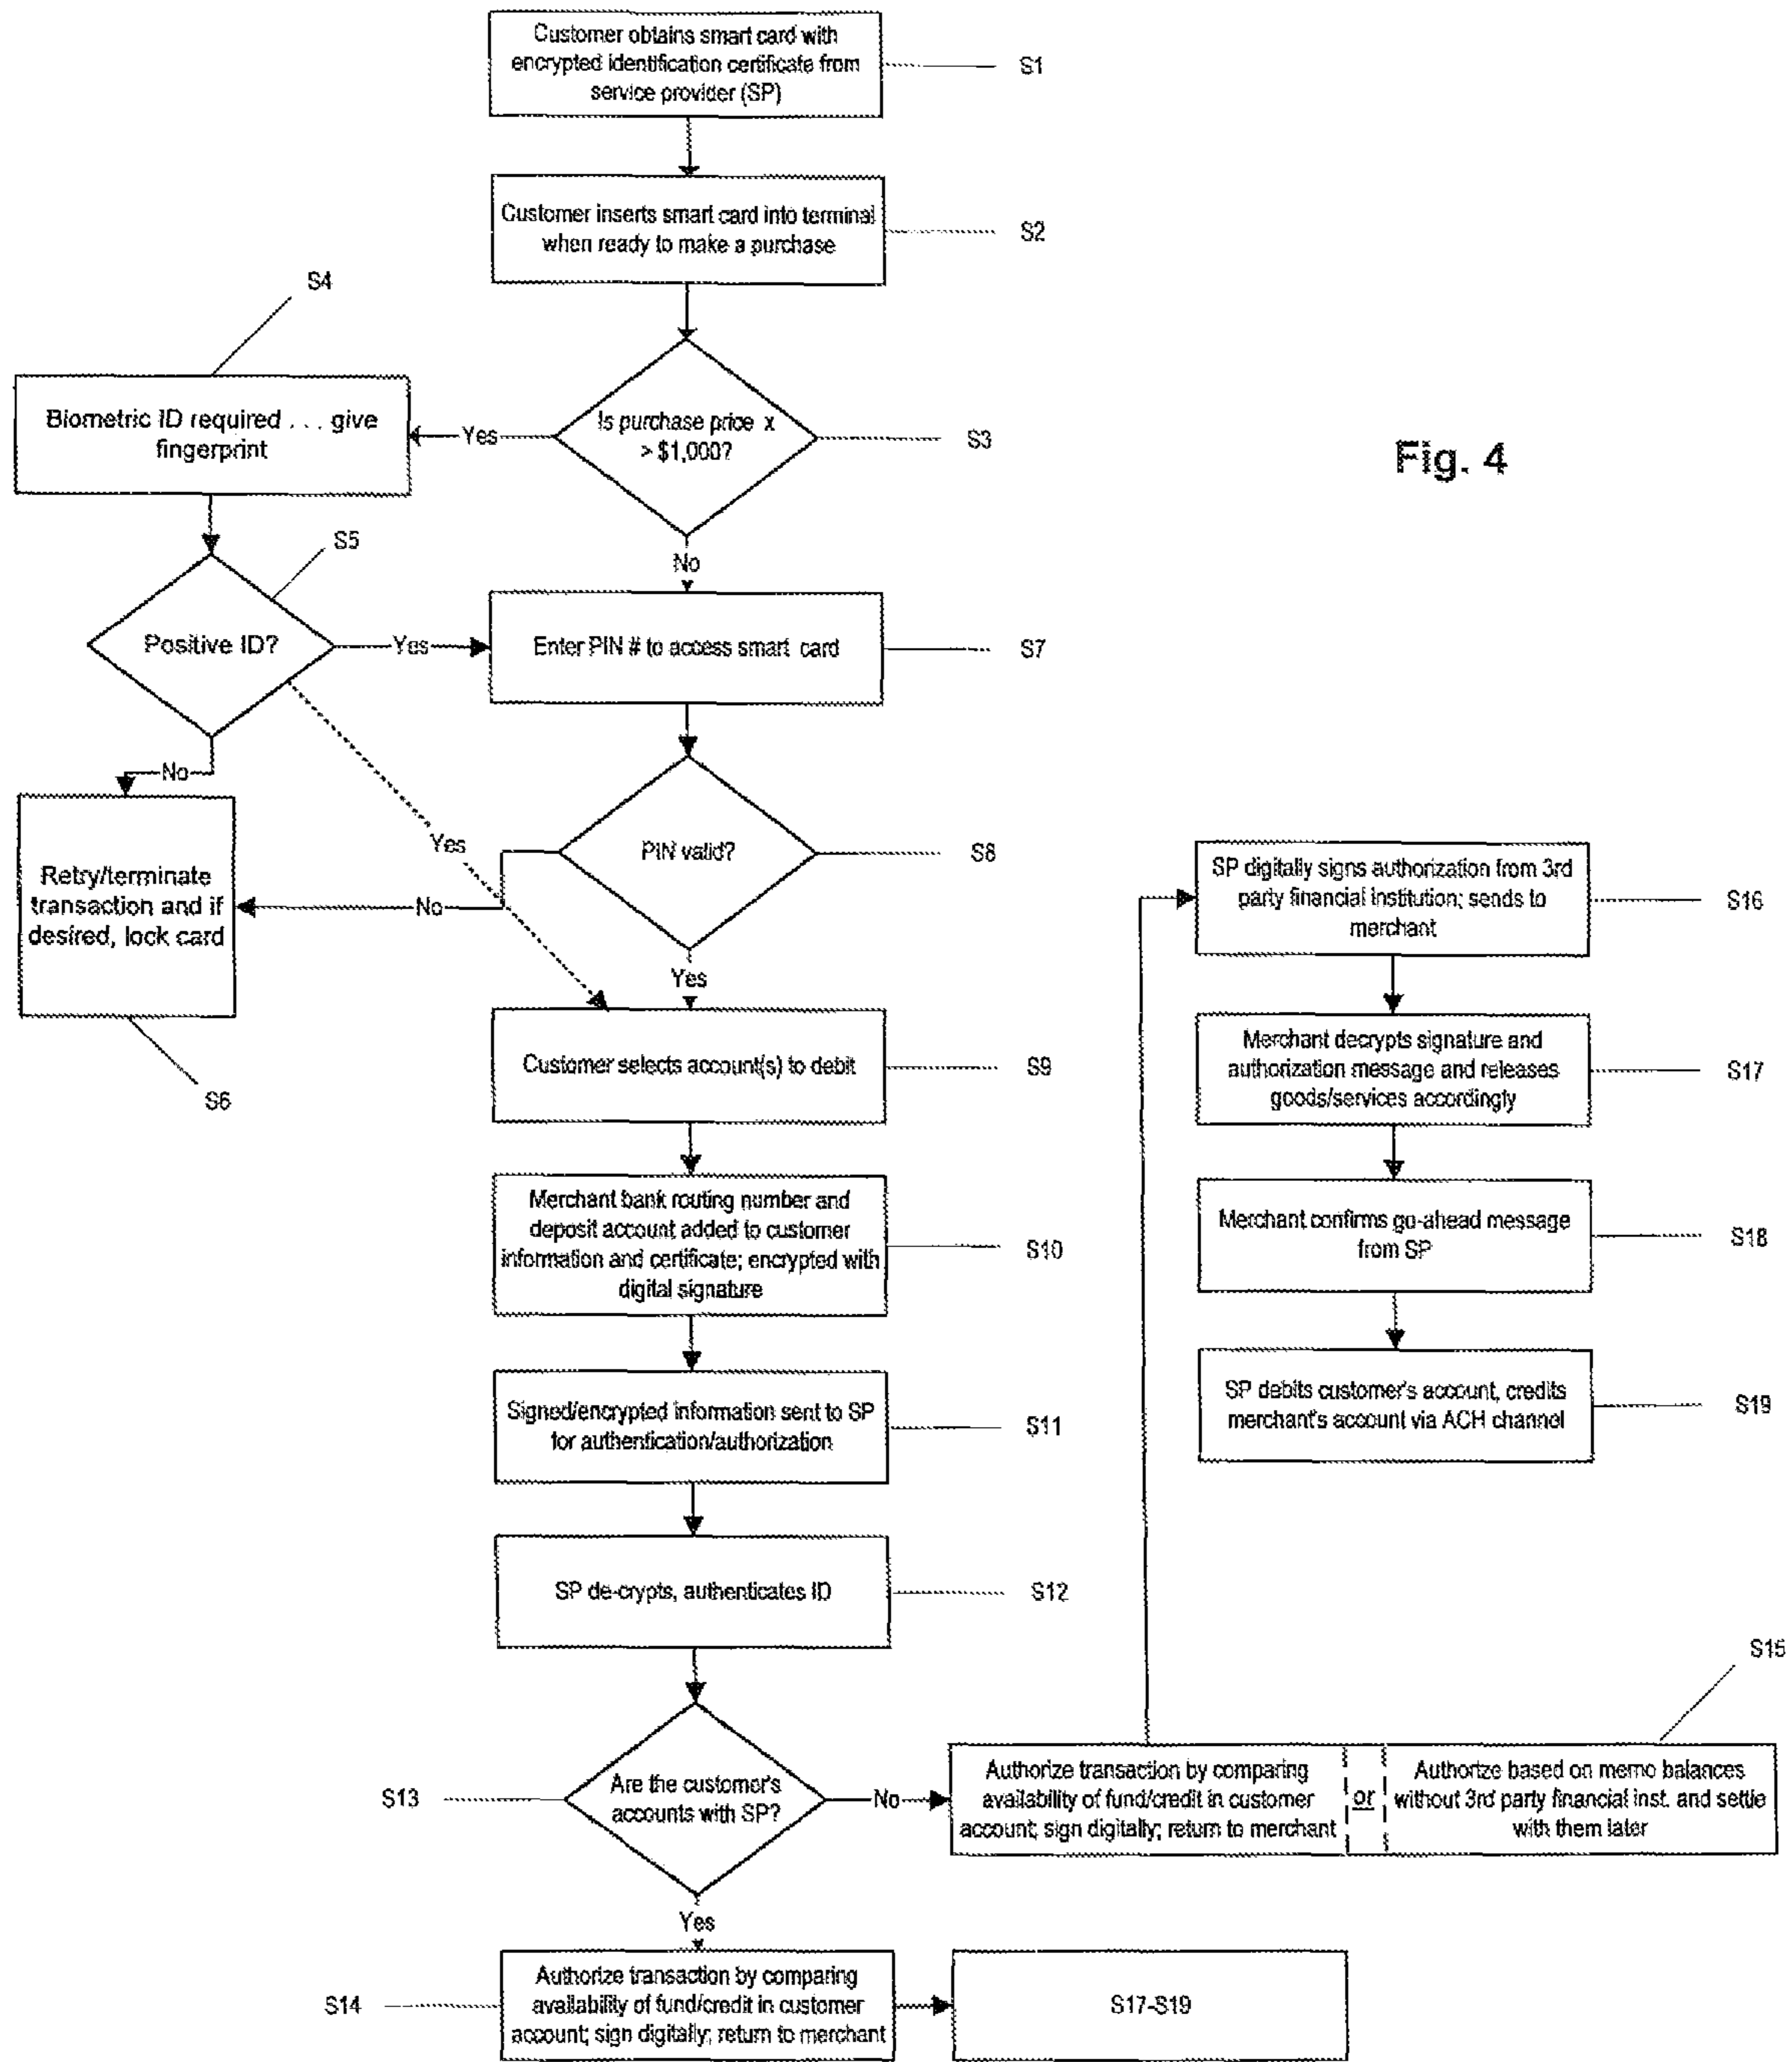 Customer obtains smart card with
encrypted identification certificate from
service provider (SP)
S1
Customer inserts smart card into terminal
when ready to make a purchase
S2
S4
Biometric ID required . . . give
fingerprint
Yes
Is purchase price x
> $1,000?
S3
Fig. 4
No
S5
Positive ID?
Yes
Enter PIN # to access smart card
S7
No
Yes
PIN valid?
S8
Retry/terminate
transaction and if
desired, lock card
No
S6
Yes
Customer selects account(s) to debit
S9
Merchant bank routing number and
deposit account added to customer
information and certificate; encrypted with
digital signature
S10
Signed/encrypted information sent to SP
for authentication/authorization
S11
SP de-crypts, authenticates ID
S12
S13
Are the customer's
accounts with SP?
No
Authorize transaction by comparing
availability of fund/credit in customer
account; sign digitally; return to merchant
or
Authorize based on memo balances
without 3rd party financial inst. and settle
with them later
S15
Yes
S14
Authorize transaction by comparing
availability of fund/credit in customer
account; sign digitally; return to merchant
S17-S19
SP digitally signs authorization from 3rd
party financial institution; sends to
merchant
S16
Merchant decrypts signature and
authorization message and releases
goods/services accordingly
S17
Merchant confirms go-ahead message
from SP
S18
SP debits customer's account, credits
merchant's account via ACH channel
S19